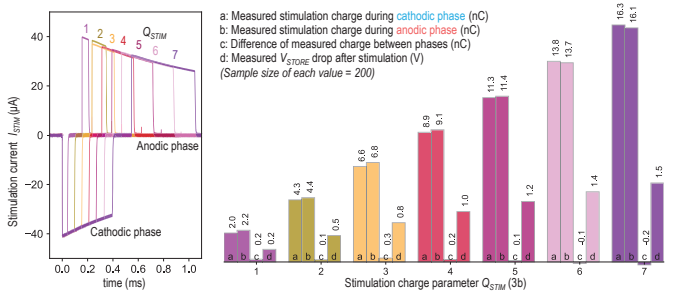 40
20
0
−20
−40
Stimulation current I_STIM (μA)
1 2 3 4 5 6 7
Q_STIM
Anodic phase
Cathodic phase
0.0 0.2 0.4 0.6 0.8 1.0
time (ms)
a: Measured stimulation charge during cathodic phase (nC)
b: Measured stimulation charge during anodic phase (nC)
c: Difference of measured charge between phases (nC)
d: Measured V_STORE drop after stimulation (V)
(Sample size of each value = 200)
2.0 2.2 0.2 0.2
4.3 4.4 0.1 0.5
6.6 6.8 0.3 0.8
8.9 9.1 0.2 1.0
11.3 11.4 0.1 1.2
13.8 13.7 -0.1 1.4
16.3 16.1 -0.2 1.5
a b c d a b c d a b c d a b c d a b c d a b c d a b c d
1 2 3 4 5 6 7
Stimulation charge parameter Q_STIM (3b)